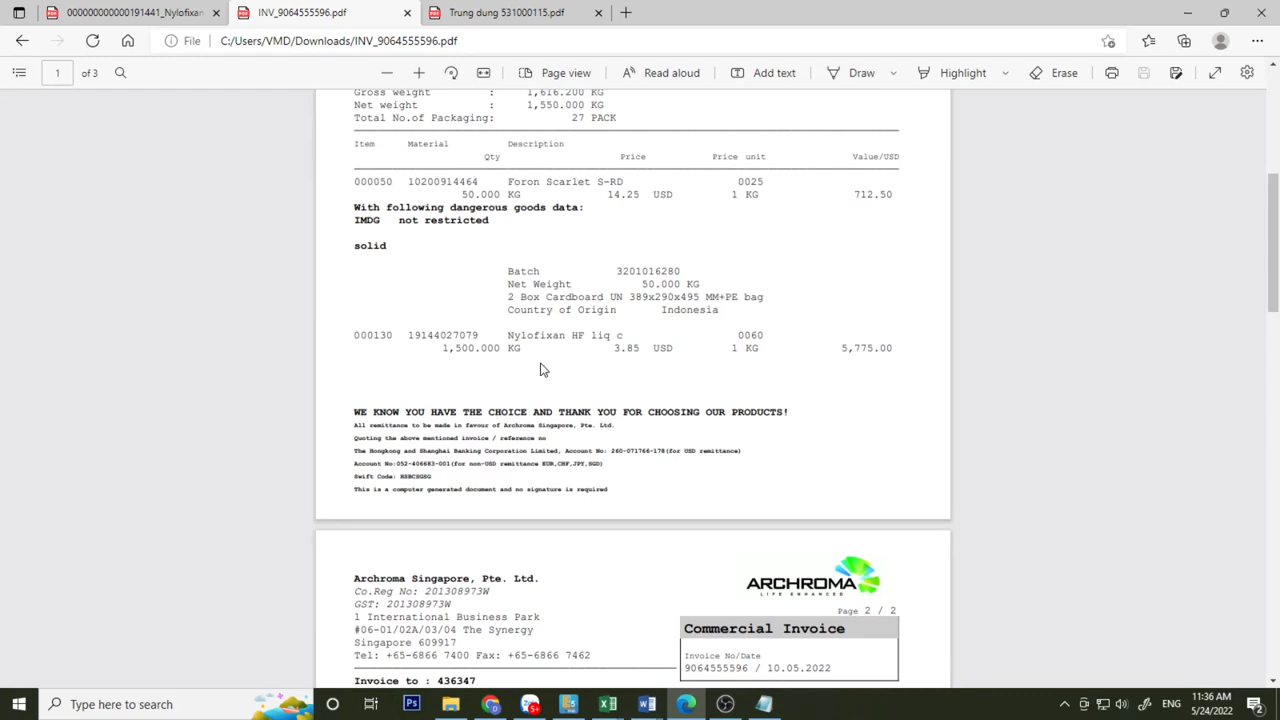 000000000000191441_Nylofixan
INV_9064555596.pdf
Trung dung 531000115.pdf
File
C:/Users/VMD/Downloads/INV_9064555596.pdf
1 of 3
Page view
Read aloud
Add text
Draw
Highlight
Erase
Gross weight : 1,616.200 KG
Net weight : 1,550.000 KG
Total No.of Packaging: 27 PACK
Item Material Description
Qty Price Price unit Value/USD
000050 10200914464 Foron Scarlet S-RD 0025
50.000 KG 14.25 USD 1 KG 712.50
With following dangerous goods data:
IMDG not restricted
solid
Batch 3201016280
Net Weight 50.000 KG
2 Box Cardboard UN 389x290x495 MM+PE bag
Country of Origin Indonesia
000130 19144027079 Nylofixan HF liq c 0060
1,500.000 KG 3.85 USD 1 KG 5,775.00
WE KNOW YOU HAVE THE CHOICE AND THANK YOU FOR CHOOSING OUR PRODUCTS!
All remittance to be made in favour of Archroma Singapore, Pte. Ltd.
Quoting the above mentioned invoice / reference no
The Hongkong and Shanghai Banking Corporation Limited, Account No: 260-071766-178(for USD remittance)
Account No:052-406683-001(for non-USD remittance EUR,CHF,JPY,SGD)
Swift Code: HSBCSGSG
This is a computer generated document and no signature is required
Archroma Singapore, Pte. Ltd.
Co.Reg No: 201308973W
GST: 201308973W
1 International Business Park
#06-01/02A/03/04 The Synergy
Singapore 609917
Tel: +65-6866 7400 Fax: +65-6866 7462
Invoice to : 436347
ARCHROMA
LIFE ENHANCED
Page 2 / 2
Commercial Invoice
Invoice No/Date
9064555596 / 10.05.2022
Type here to search
ENG
11:36 AM
5/24/2022